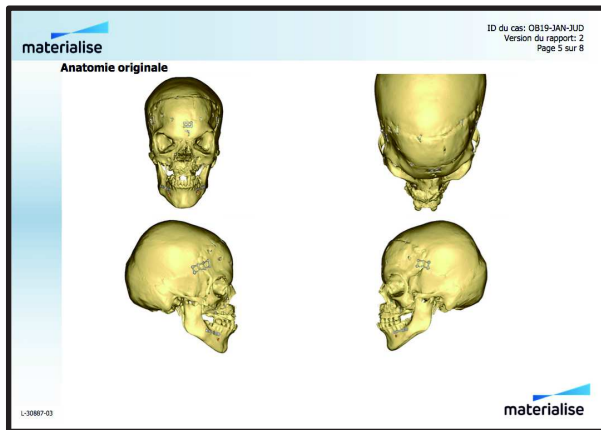 materialise
ID du cas: OB19-JAN-JUD
Version du rapport: 2
Page 5 sur 8
Anatomie originale
L-30887-03
materialise